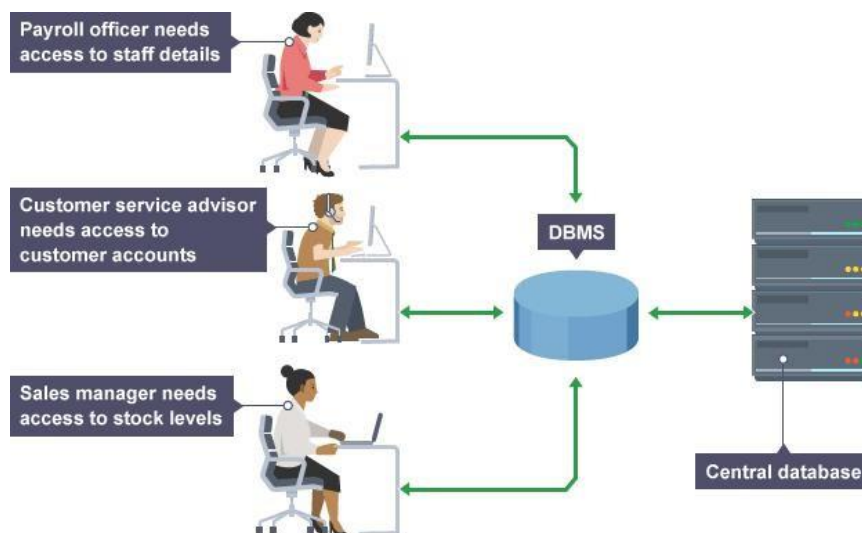 Payroll officer needs
access to staff details
Customer service advisor
needs access to
customer accounts
DBMS
Sales manager needs
access to stock levels
Central database